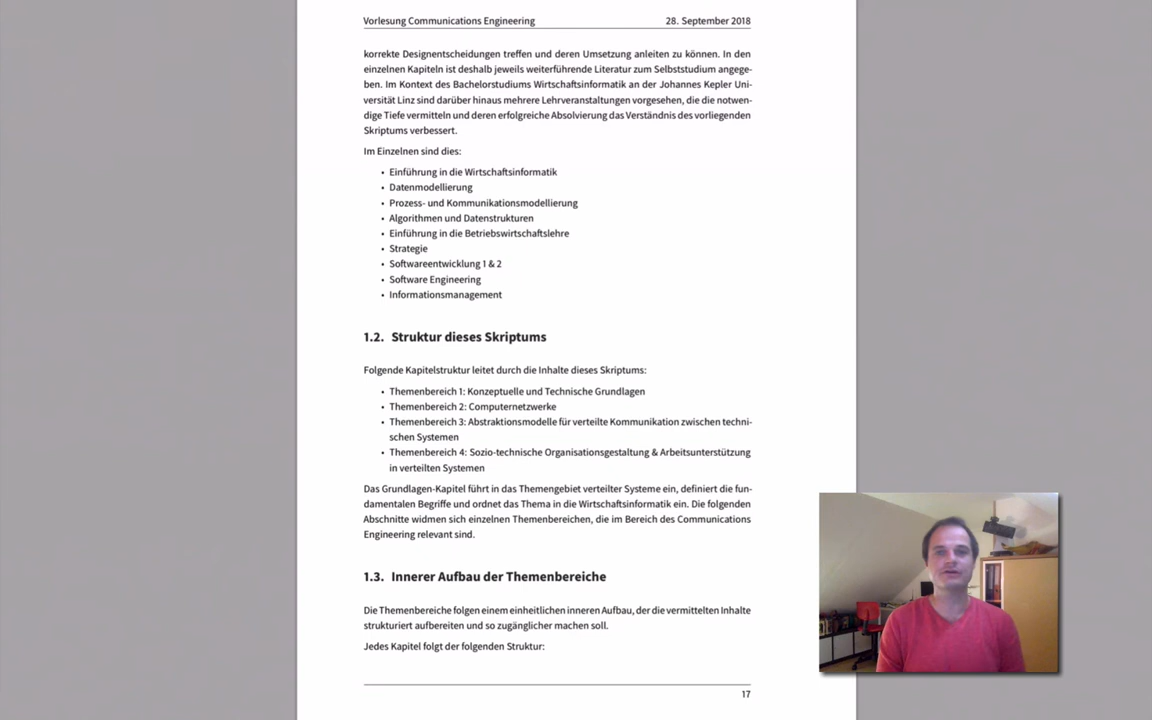 Vorlesung Communications Engineering 28. September 2018
korrekte Designentscheidungen treffen und deren Umsetzung anleiten zu können. In den
einzelnen Kapiteln ist deshalb jeweils weiterführende Literatur zum Selbststudium angege-
ben. Im Kontext des Bachelorstudiums Wirtschaftsinformatik an der Johannes Kepler Uni-
versität Linz sind darüber hinaus mehrere Lehrveranstaltungen vorgesehen, die die notwen-
dige Tiefe vermitteln und deren erfolgreiche Absolvierung das Verständnis des vorliegenden
Skriptums verbessert.
Im Einzelnen sind dies:
• Einführung in die Wirtschaftsinformatik
• Datenmodellierung
• Prozess- und Kommunikationsmodellierung
• Algorithmen und Datenstrukturen
• Einführung in die Betriebswirtschaftslehre
• Strategie
• Softwareentwicklung 1 & 2
• Software Engineering
• Informationsmanagement
1.2. Struktur dieses Skriptums
Folgende Kapitelstruktur leitet durch die Inhalte dieses Skriptums:
• Themenbereich 1: Konzeptuelle und Technische Grundlagen
• Themenbereich 2: Computernetzwerke
• Themenbereich 3: Abstraktionsmodelle für verteilte Kommunikation zwischen techni-
schen Systemen
• Themenbereich 4: Sozio-technische Organisationsgestaltung & Arbeitsunterstützung
in verteilten Systemen
Das Grundlagen-Kapitel führt in das Themengebiet verteilter Systeme ein, definiert die fun-
damentalen Begriffe und ordnet das Thema in die Wirtschaftsinformatik ein. Die folgenden
Abschnitte widmen sich einzelnen Themenbereichen, die im Bereich des Communications
Engineering relevant sind.
1.3. Innerer Aufbau der Themenbereiche
Die Themenbereiche folgen einem einheitlichen inneren Aufbau, der die vermittelten Inhalte
strukturiert aufbereiten und so zugänglicher machen soll.
Jedes Kapitel folgt der folgenden Struktur:
17